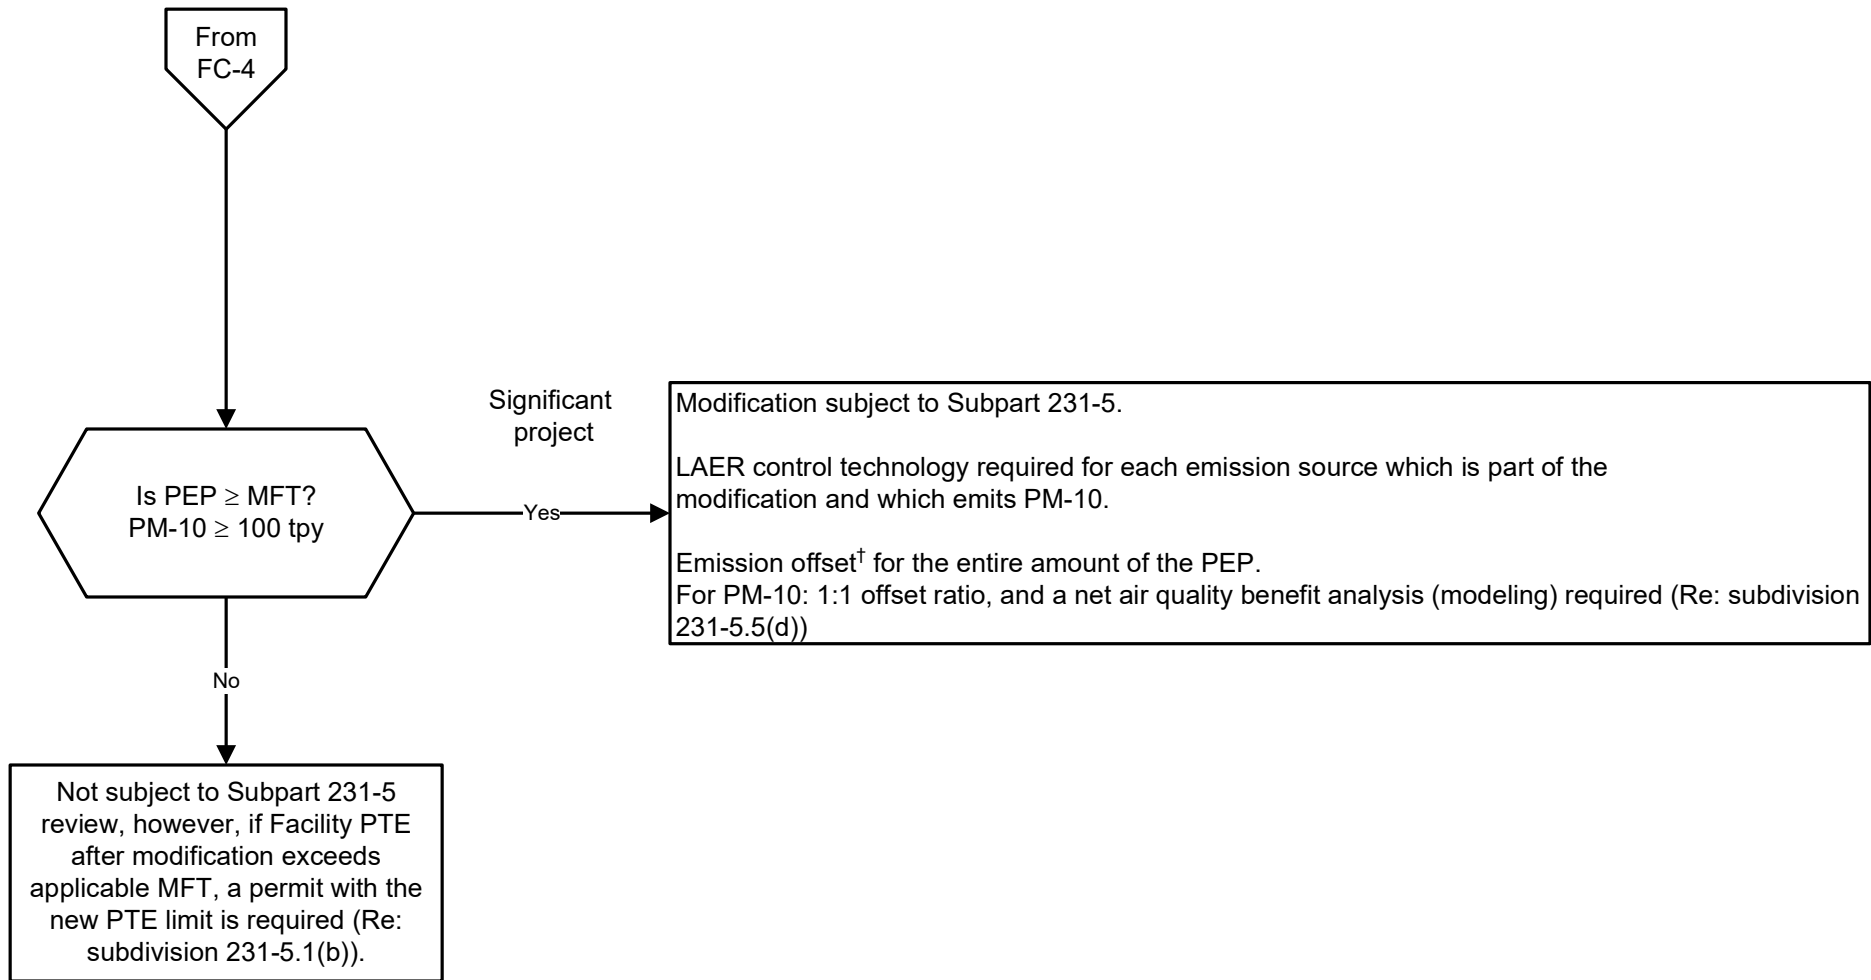 From
FC-4
Significant
project
Is PEP ≥ MFT?
PM-10 ≥ 100 tpy
Yes
Modification subject to Subpart 231-5.
LAER control technology required for each emission source which is part of the
modification and which emits PM-10.
Emission offset† for the entire amount of the PEP.
For PM-10: 1:1 offset ratio, and a net air quality benefit analysis (modeling) required (Re: subdivision
231-5.5(d))
No
Not subject to Subpart 231-5
review, however, if Facility PTE
after modification exceeds
applicable MFT, a permit with the
new PTE limit is required (Re:
subdivision 231-5.1(b)).